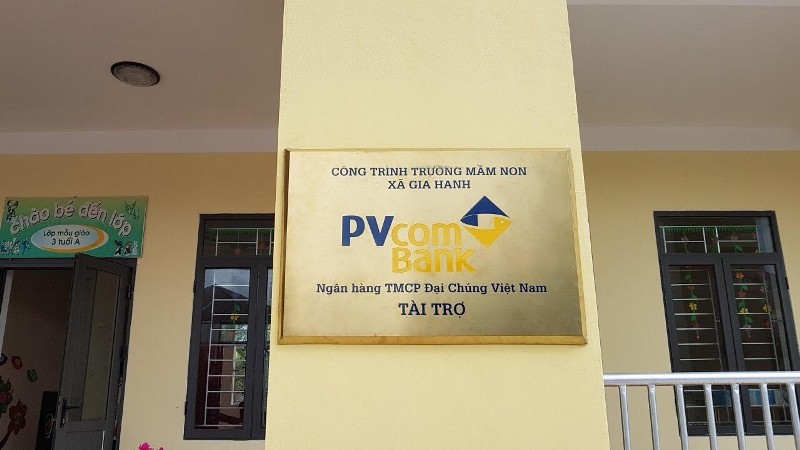 chào bé đến lớp
Lớp mẫu giáo
3 tuổi A
CÔNG TRÌNH TRƯỜNG MẦM NON
XÃ GIA HANH
PVcom
Bank
Ngân hàng TMCP Đại Chúng Việt Nam
TÀI TRỢ